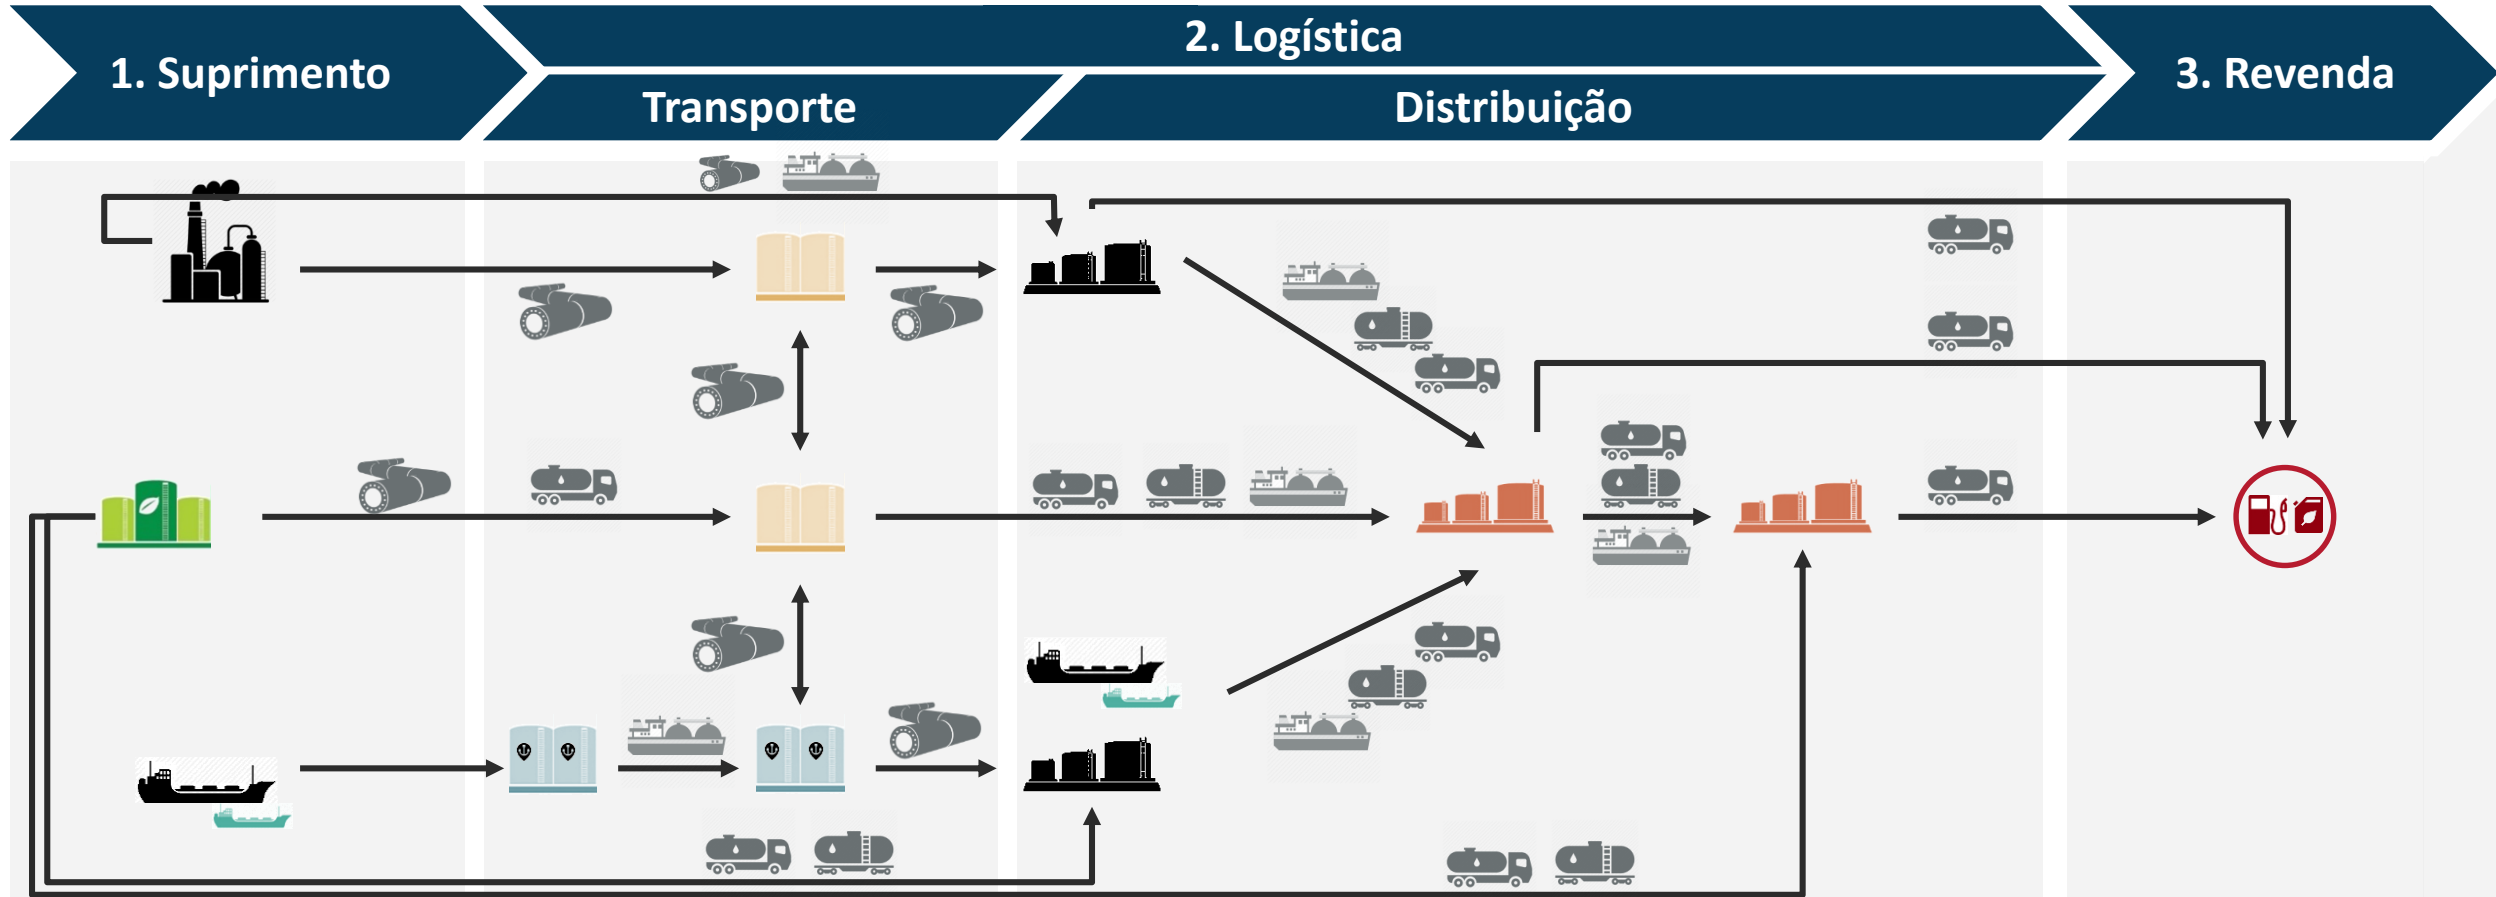 1. Suprimento
2. Logística
Transporte
Distribuição
3. Revenda